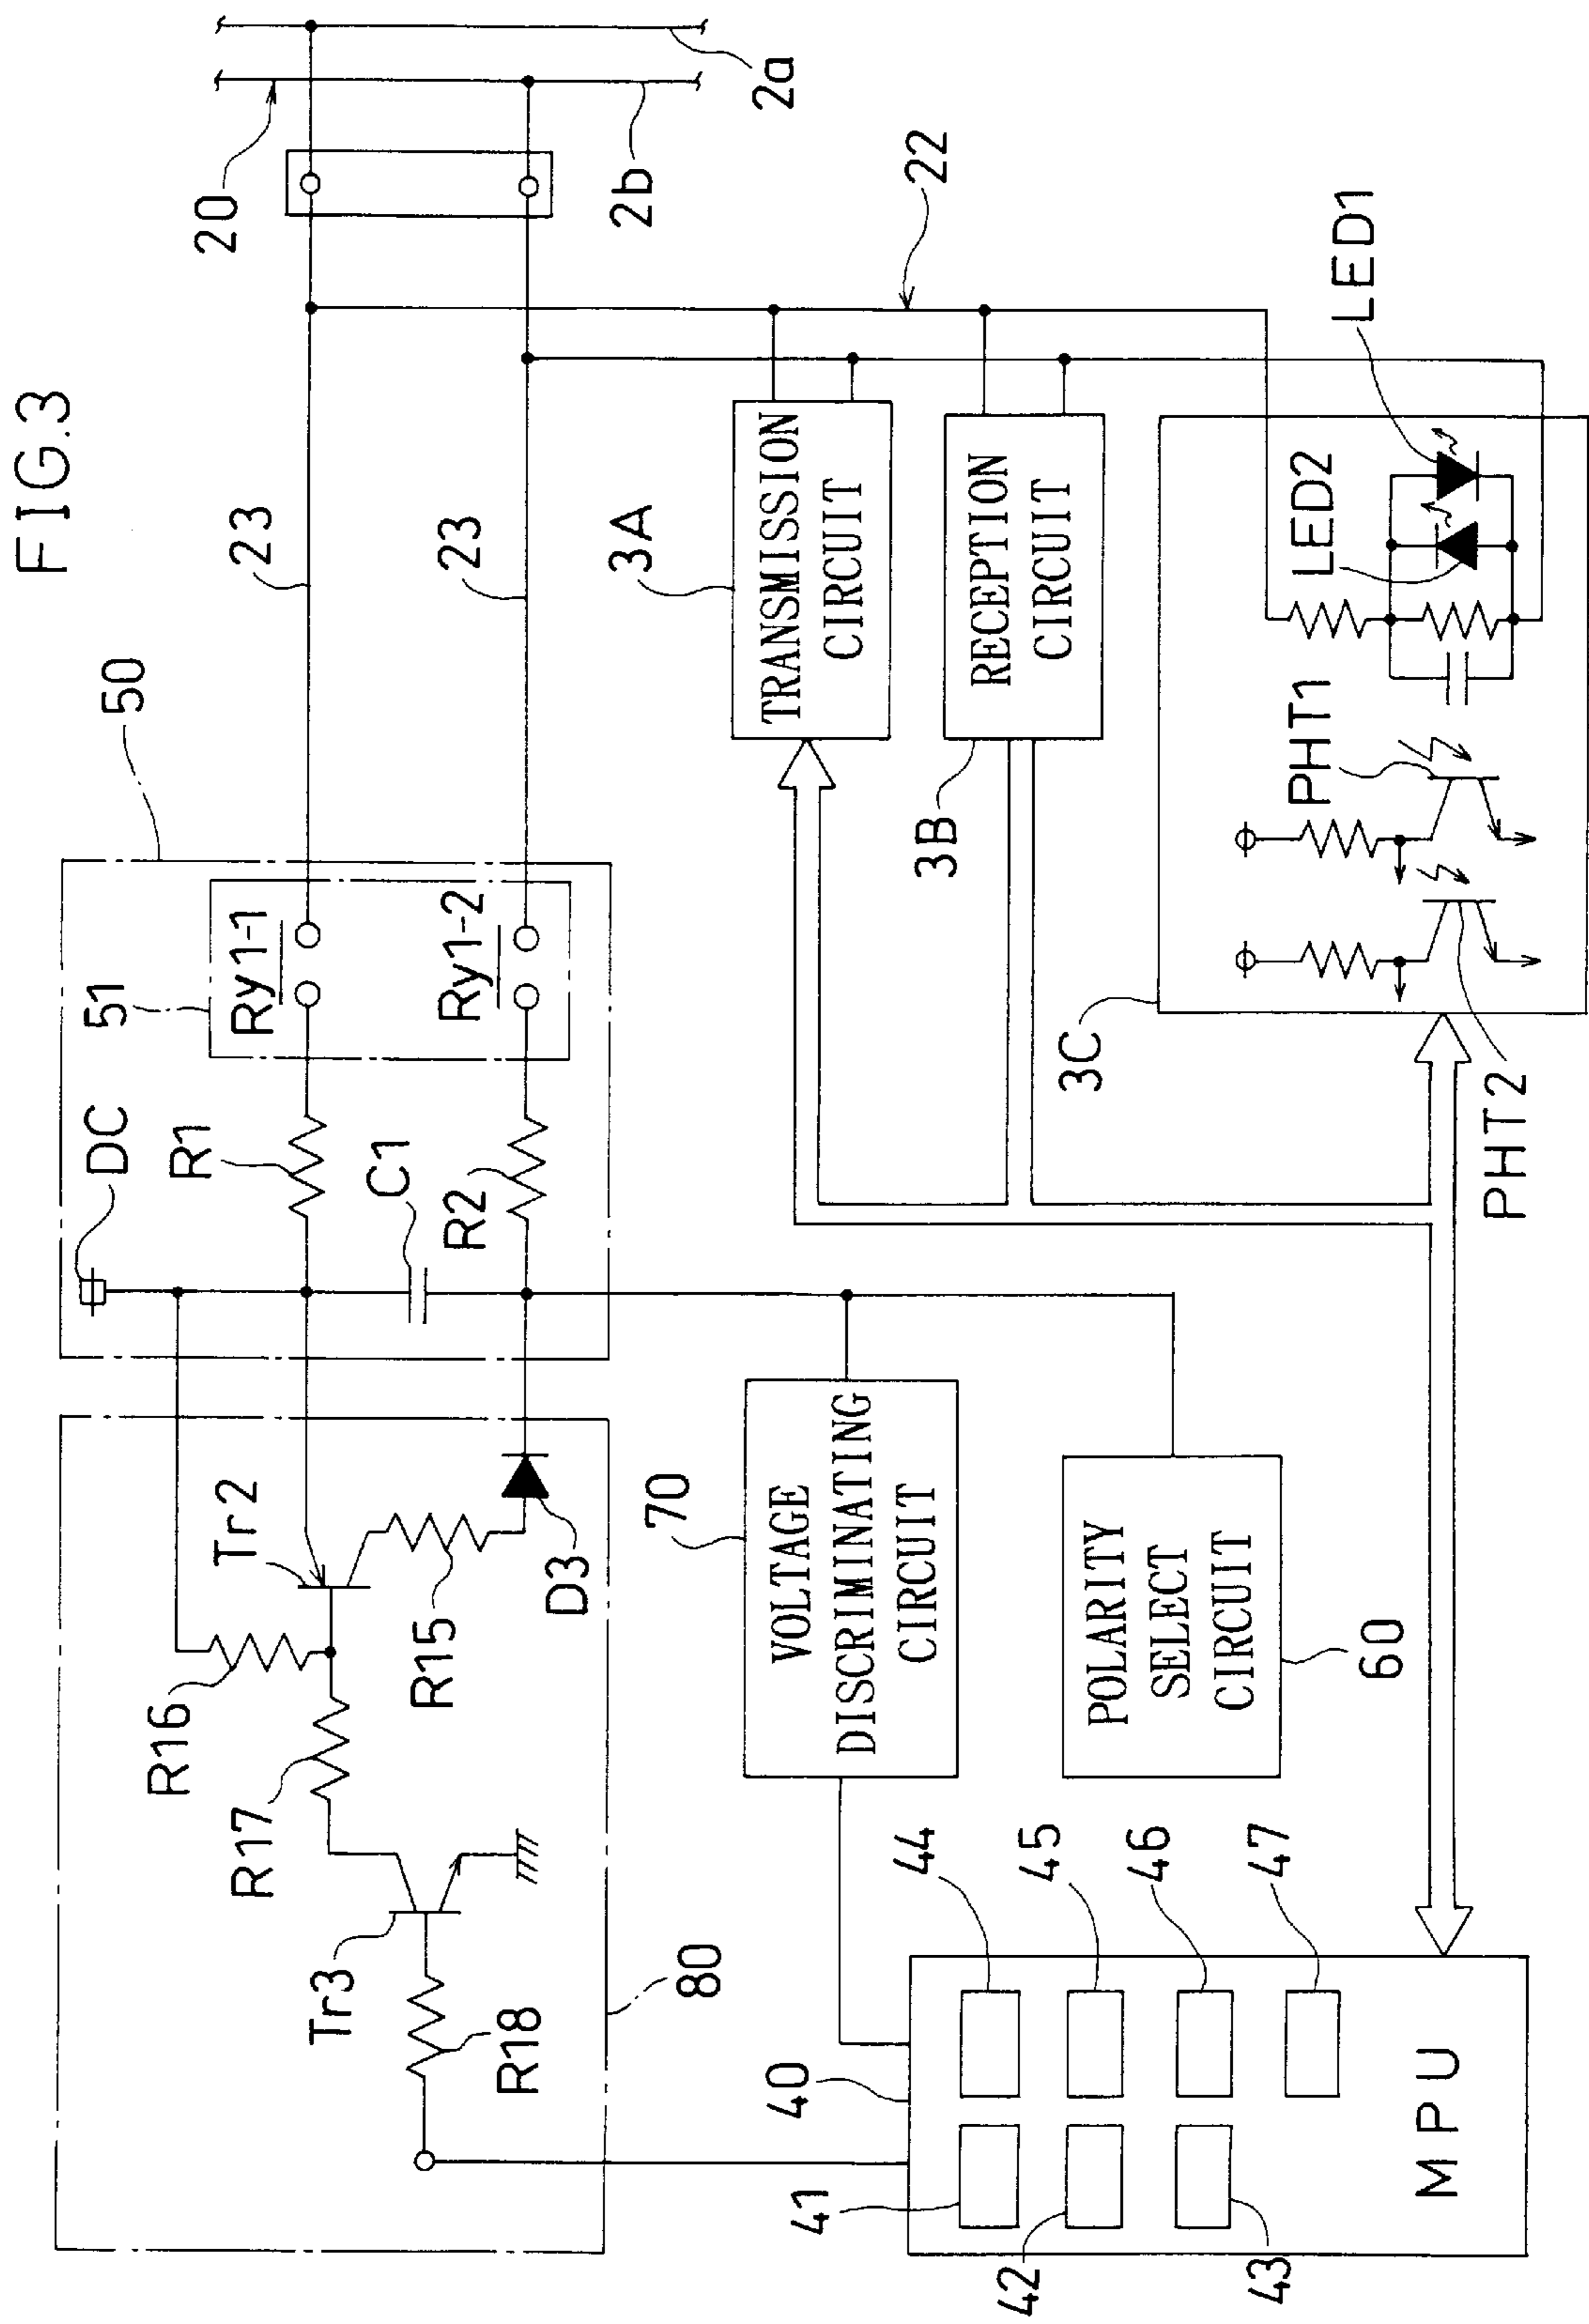 FIG.3
50
51
DC
R1
C1
R2
Ry1-1
Ry1-2
23
23
20
2a
2b
22
80
Tr2
R16
R17
R15
D3
Tr3
R18
70
VOLTAGE
DISCRIMINATING
CIRCUIT
60
POLARITY
SELECT
CIRCUIT
3A
TRANSMISSION
CIRCUIT
3B
RECEPTION
CIRCUIT
3C
PHT1
PHT2
LED1
LED2
40
41
42
43
44
45
46
47
MPU